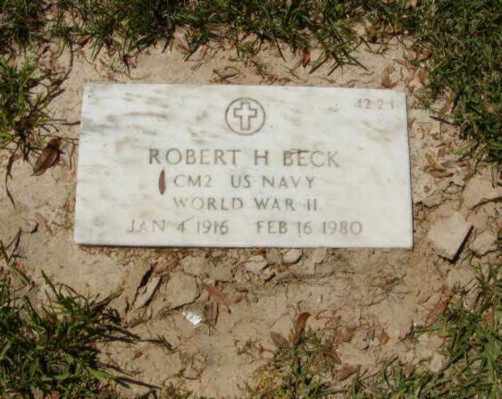 4221
ROBERT H BECK
CM2 US NAVY
WORLD WAR II
JAN 4 1916 FEB 16 1980